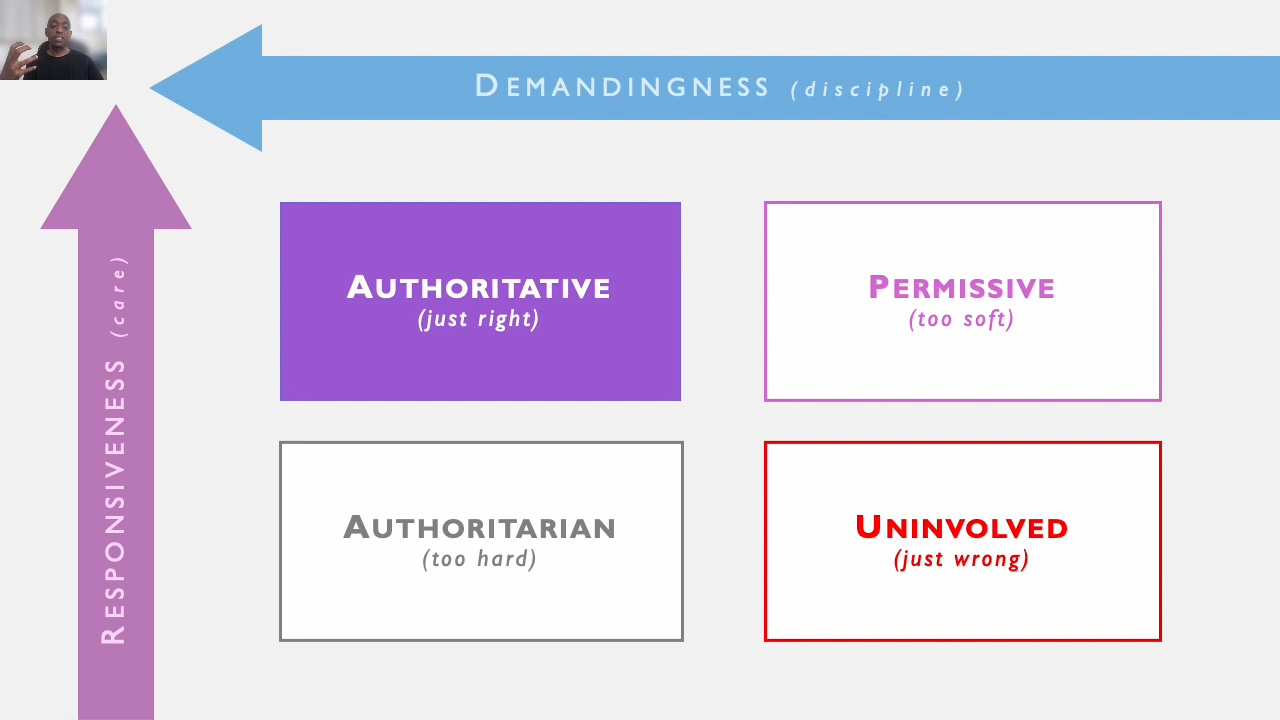 DEMANDINGNESS (discipline)
RESPONSIVENESS (care)
AUTHORITATIVE
(just right)
PERMISSIVE
(too soft)
AUTHORITARIAN
(too hard)
UNINVOLVED
(just wrong)